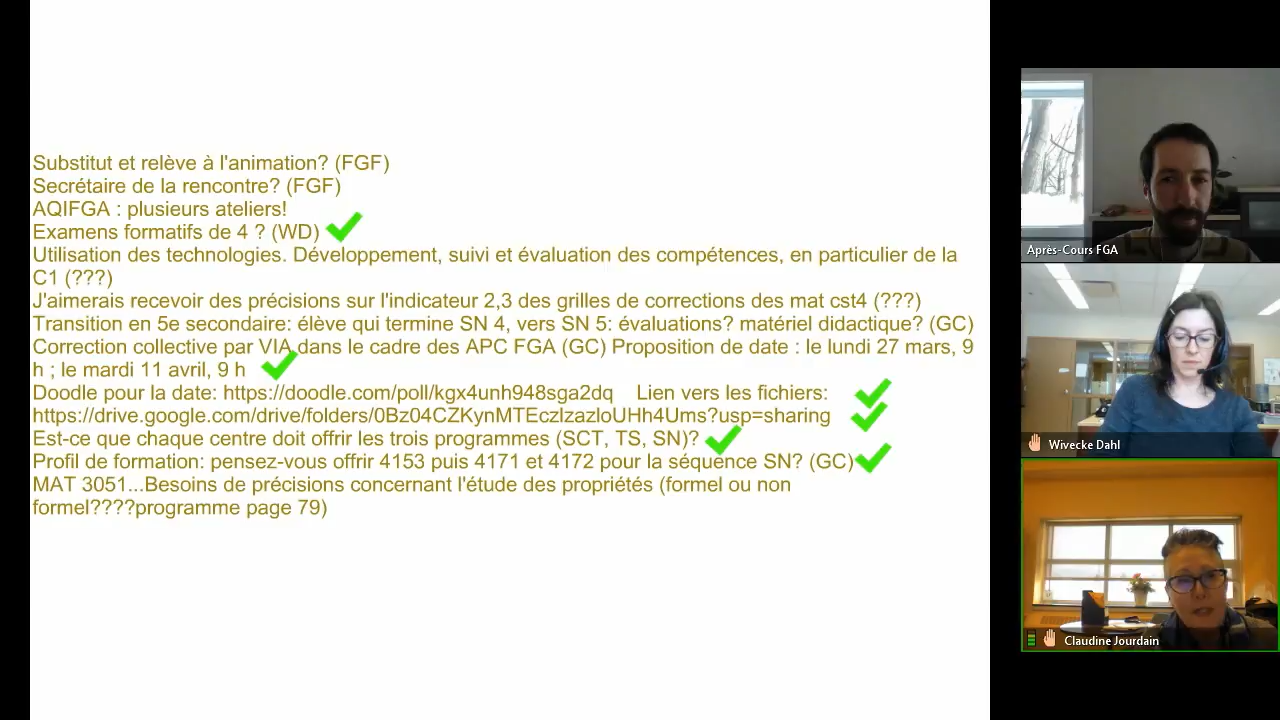 Substitut et relève à l'animation? (FGF)
Secrétaire de la rencontre? (FGF)
AQIFGA : plusieurs ateliers!
Examens formatifs de 4 ? (WD)
Utilisation des technologies. Développement, suivi et évaluation des compétences, en particulier de la
C1 (???)
J'aimerais recevoir des précisions sur l'indicateur 2,3 des grilles de corrections des mat cst4 (???)
Transition en 5e secondaire: élève qui termine SN 4, vers SN 5: évaluations? matériel didactique? (GC)
Correction collective par VIA dans le cadre des APC FGA (GC) Proposition de date : le lundi 27 mars, 9
h ; le mardi 11 avril, 9 h
Doodle pour la date: https://doodle.com/poll/kgx4unh948sga2dq Lien vers les fichiers:
https://drive.google.com/drive/folders/0Bz04CZKynMTEczIzazloUHh4Ums?usp=sharing
Est-ce que chaque centre doit offrir les trois programmes (SCT, TS, SN)?
Profil de formation: pensez-vous offrir 4153 puis 4171 et 4172 pour la séquence SN? (GC)
MAT 3051...Besoins de précisions concernant l'étude des propriétés (formel ou non
formel????programme page 79)
Après-Cours FGA
Wivecke Dahl
Claudine Jourdain